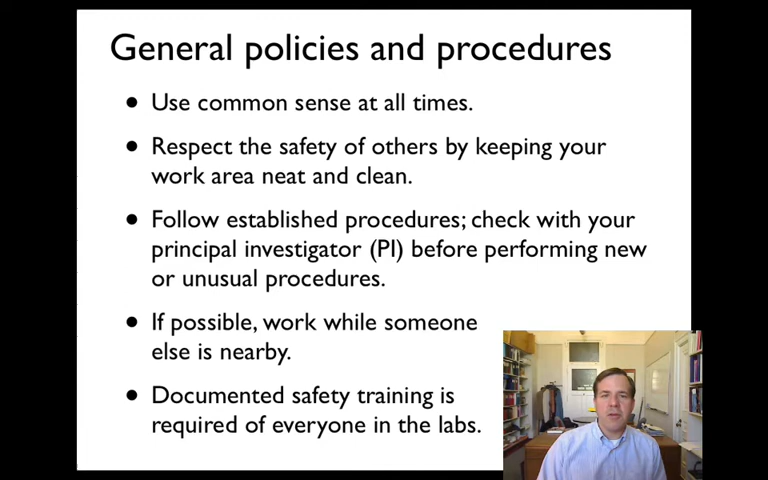 General policies and procedures
• Use common sense at all times.
• Respect the safety of others by keeping your
work area neat and clean.
• Follow established procedures; check with your
principal investigator (PI) before performing new
or unusual procedures.
• If possible, work while someone
else is nearby.
• Documented safety training is
required of everyone in the labs.